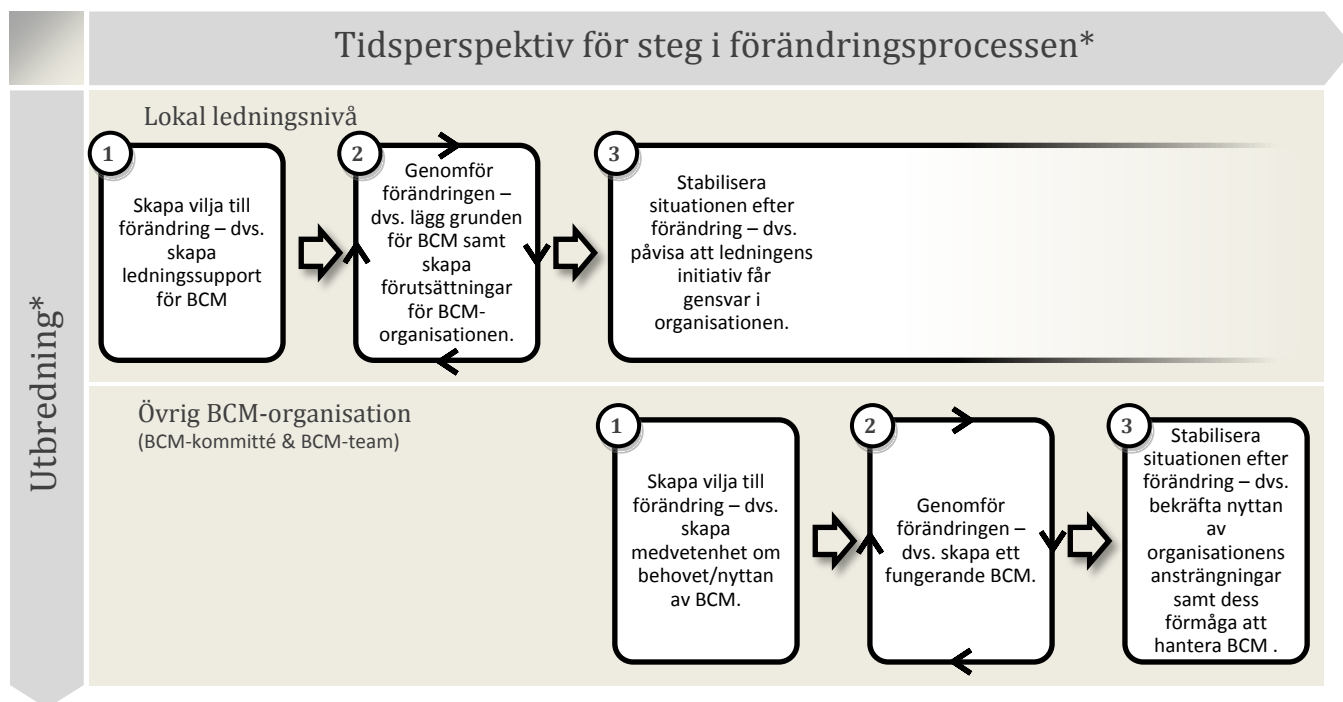 Tidsperspektiv för steg i förändringsprocessen*
Utbredning*
Lokal ledningsnivå
1
Skapa vilja till
förändring – dvs.
skapa
ledningssupport
för BCM
2
Genomför
förändringen –
dvs. lägg grunden
för BCM samt
skapa
förutsättningar
för BCM-
organisationen.
3
Stabilisera
situationen efter
förändring – dvs.
påvisa att ledningens
initiativ får
gensvar i
organisationen.
Övrig BCM-organisation
(BCM-kommitté & BCM-team)
1
Skapa vilja till
förändring – dvs.
skapa
medvetenhet om
behovet/nyttan
av BCM.
2
Genomför
förändringen –
dvs. skapa ett
fungerande BCM.
3
Stabilisera
situationen efter
förändring – dvs.
bekräfta nyttan
av
organisationens
ansträngningar
samt dess
förmåga att
hantera BCM .